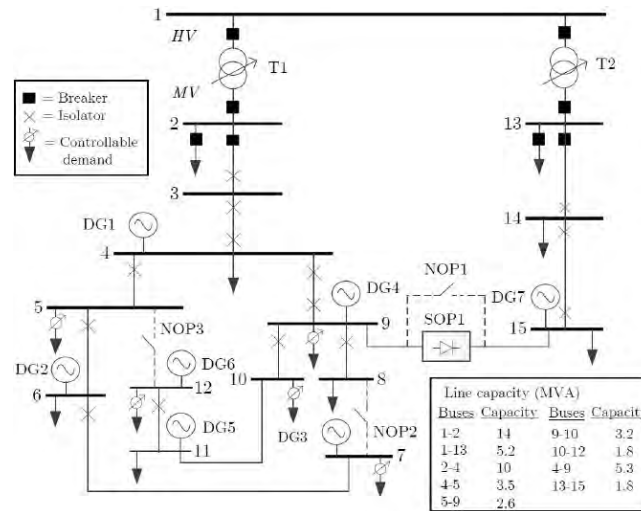 1
HV
T1
T2
MV
= Breaker
= Isolator
= Controllable
demand
2
13
3
14
DG1
4
NOP1
DG4
DG7
5
SOP1
NOP3
9
15
DG2
DG6
12
10
8
6
DG5
DG3
NOP2
11
7
Line capacity (MVA)
Buses Capacity Buses Capacit
1-2 14 9-10 3.2
1-13 5.2 10-12 1.8
2-4 10 4-9 5.3
4-5 3.5 13-15 1.8
5-9 2.6